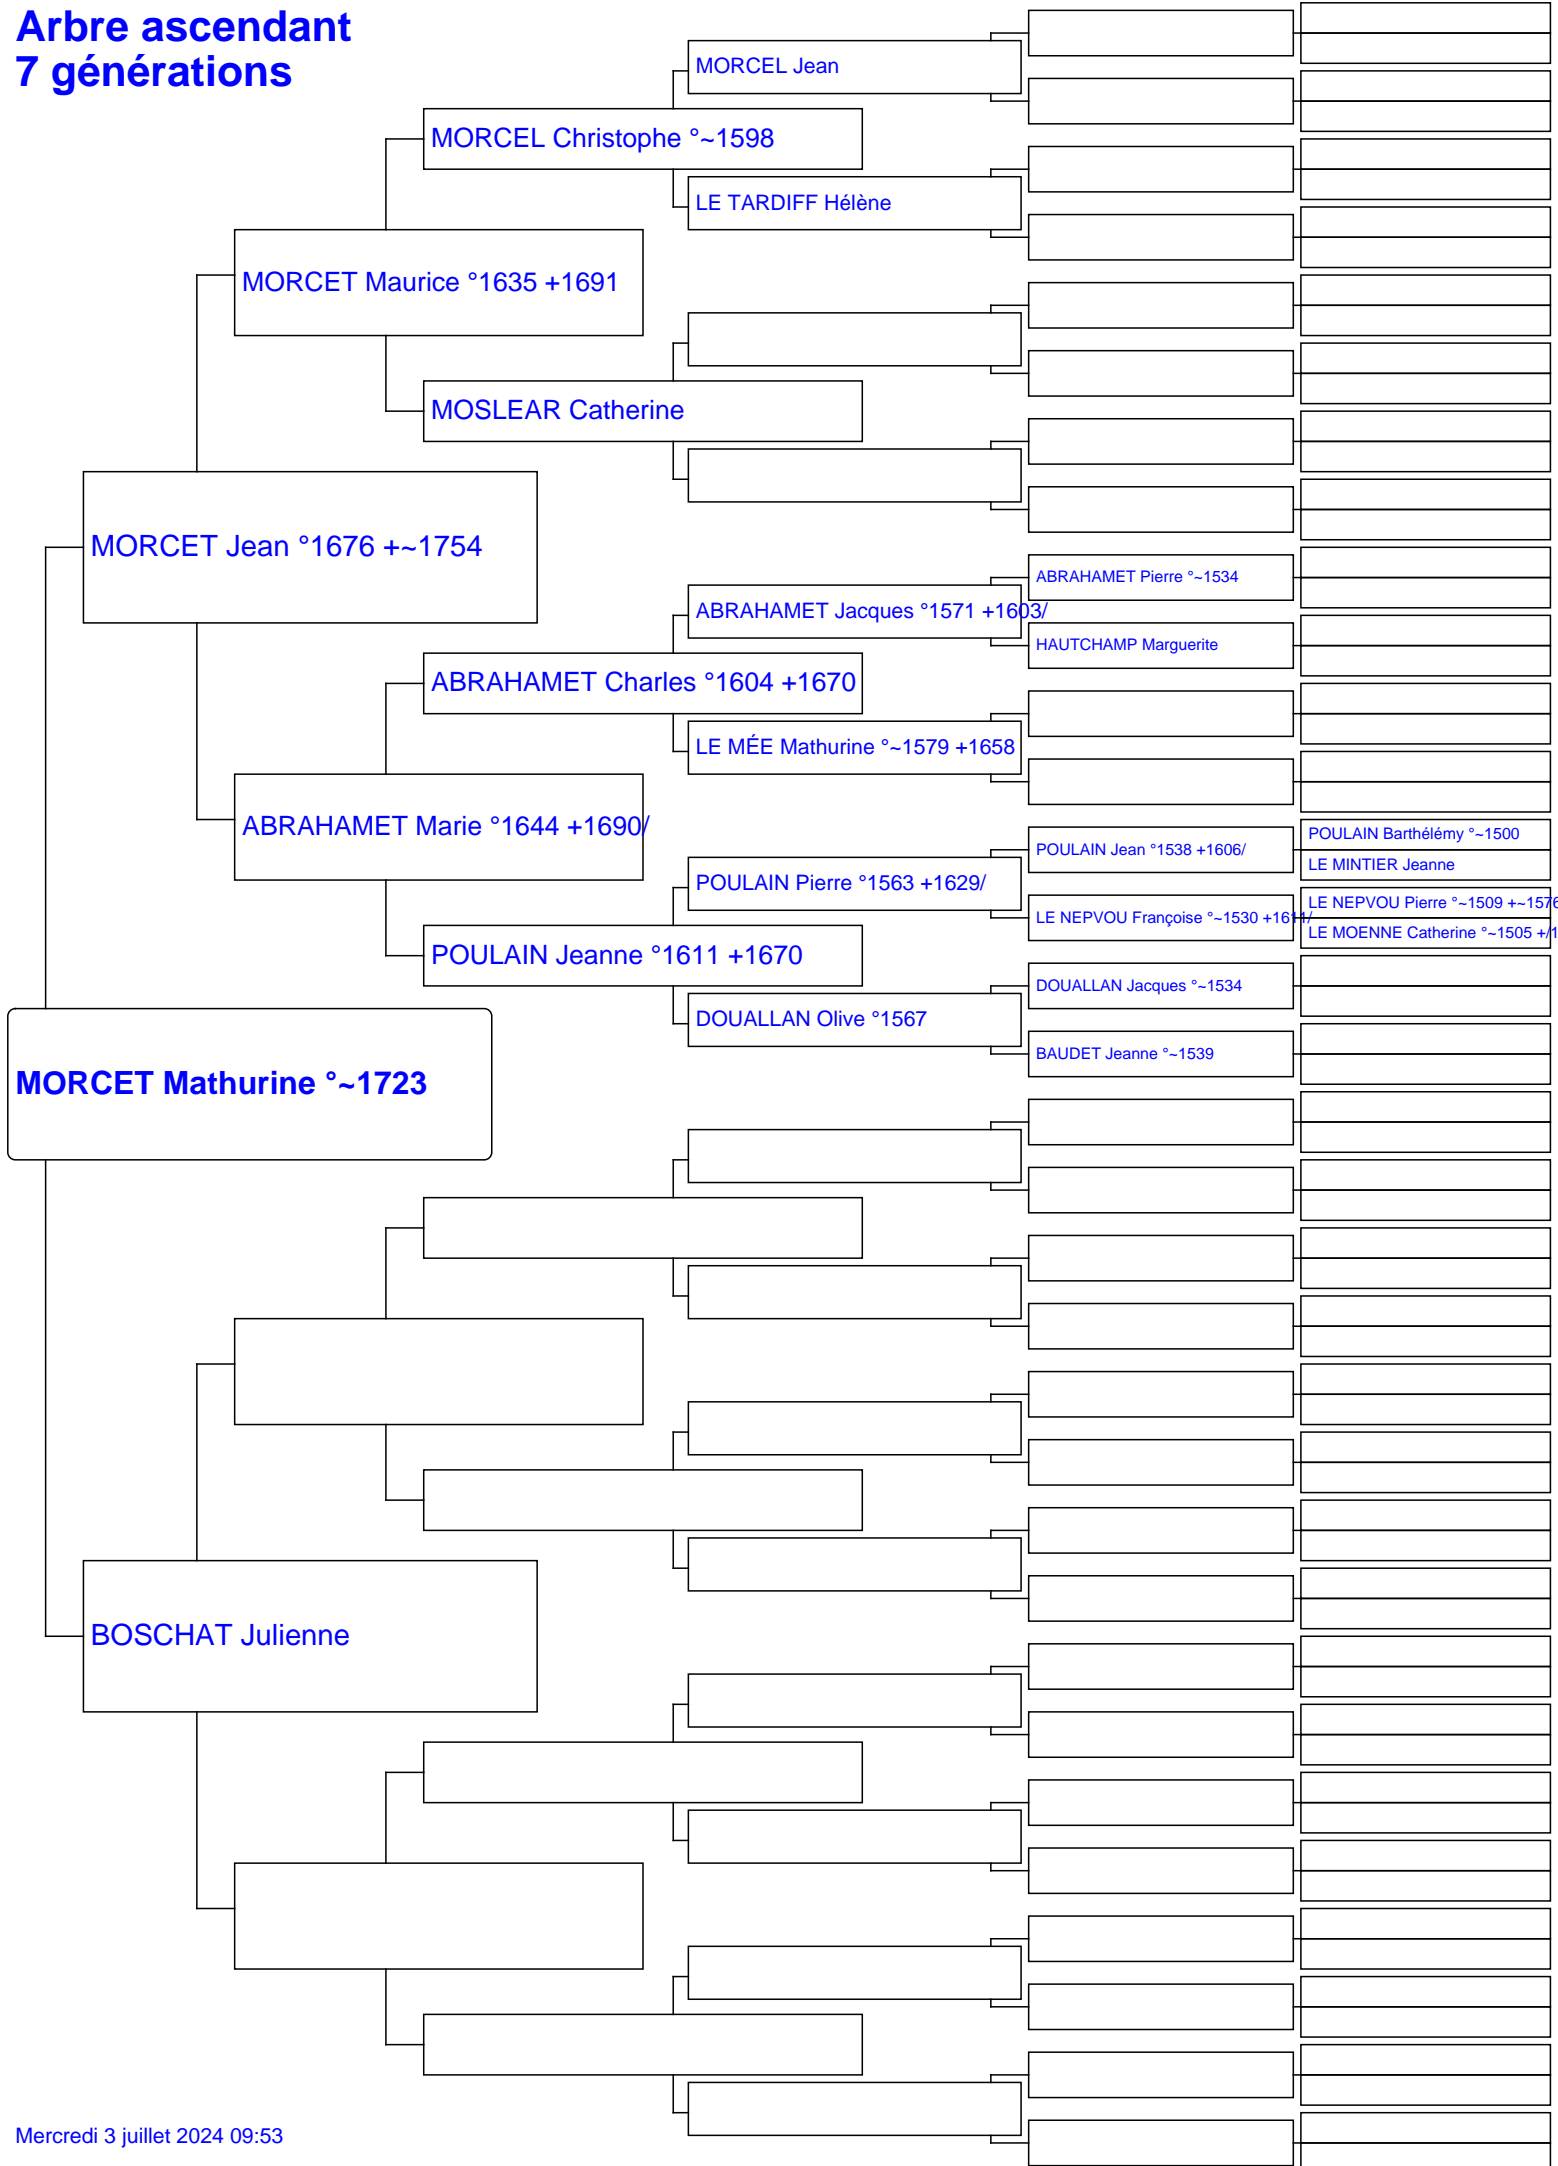 Arbre ascendant
7 générations
MORCEL Jean
MORCEL Christophe °~1598
LE TARDIFF Hélène
MORCET Maurice °1635 +1691
MOSLEAR Catherine
MORCET Jean °1676 +~1754
ABRAHAMET Pierre °~1534
ABRAHAMET Jacques °1571 +1603/
HAUTCHAMP Marguerite
ABRAHAMET Charles °1604 +1670
LE MÉE Mathurine °~1579 +1658
ABRAHAMET Marie °1644 +1690/
POULAIN Barthélémy °~1500
POULAIN Jean °1538 +1606/
LE MINTIER Jeanne
POULAIN Pierre °1563 +1629/
LE NEPVOU Pierre °~1509 +~1576
LE NEPVOU Françoise °~1530 +1611/
LE MOENNE Catherine °~1505 +/1
POULAIN Jeanne °1611 +1670
DOUALLAN Jacques °~1534
DOUALLAN Olive °1567
BAUDET Jeanne °~1539
MORCET Mathurine °~1723
BOSCHAT Julienne
Mercredi 3 juillet 2024 09:53